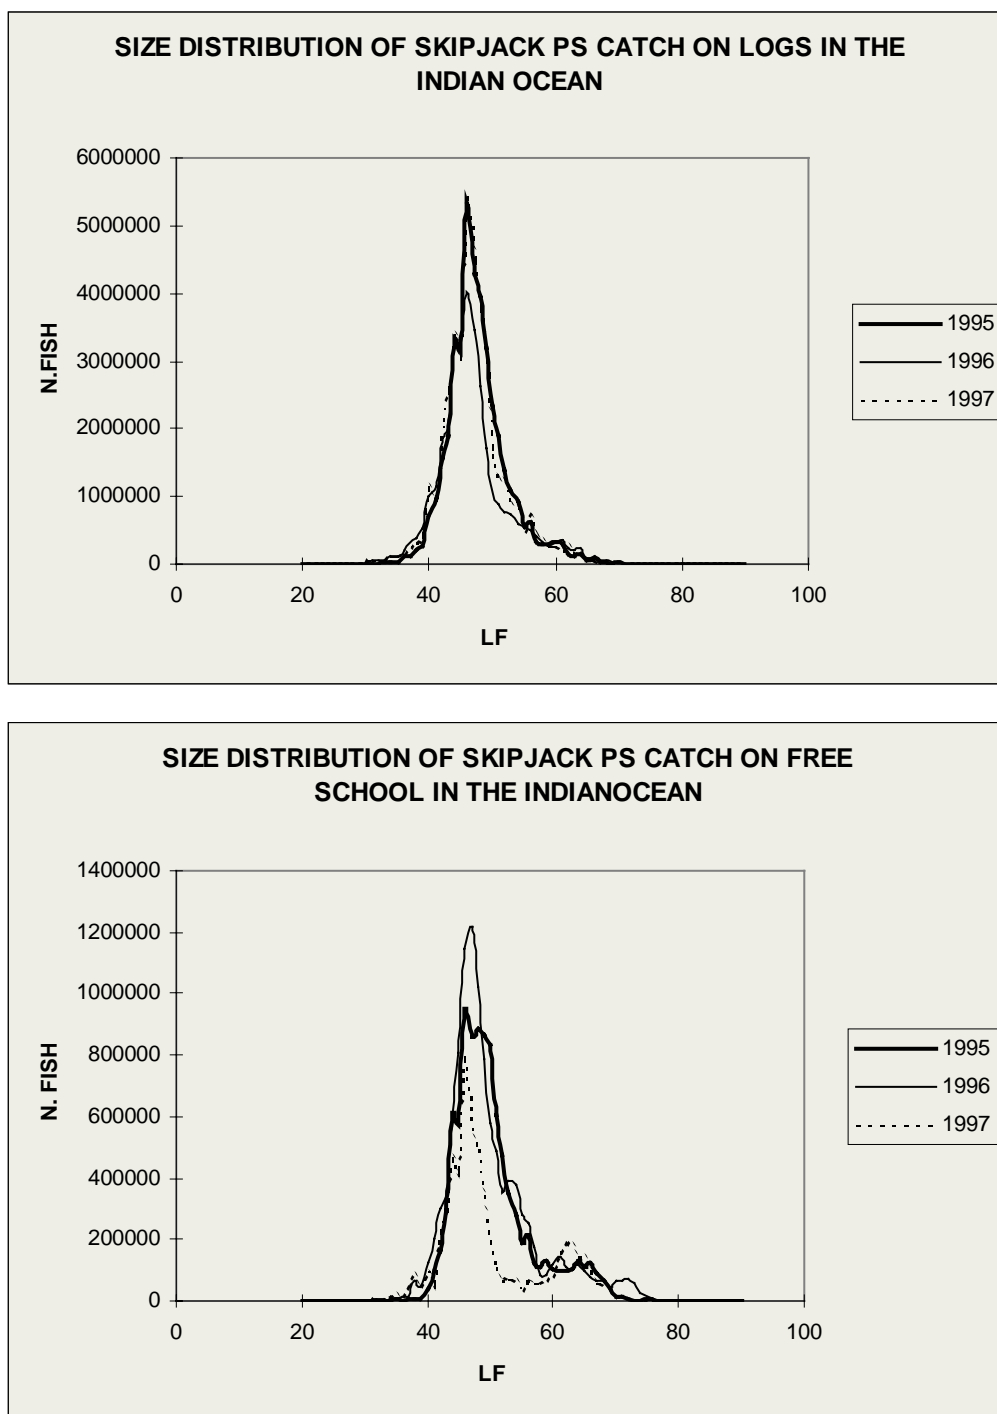 SIZE DISTRIBUTION OF SKIPJACK PS CATCH ON LOGS IN THE
INDIAN OCEAN
6000000
5000000
4000000
3000000
2000000
1000000
0
N.FISH
0 20 40 60 80 100
LF
1995
1996
1997
SIZE DISTRIBUTION OF SKIPJACK PS CATCH ON FREE
SCHOOL IN THE INDIANOCEAN
1400000
1200000
1000000
800000
600000
400000
200000
0
N. FISH
0 20 40 60 80 100
LF
1995
1996
1997